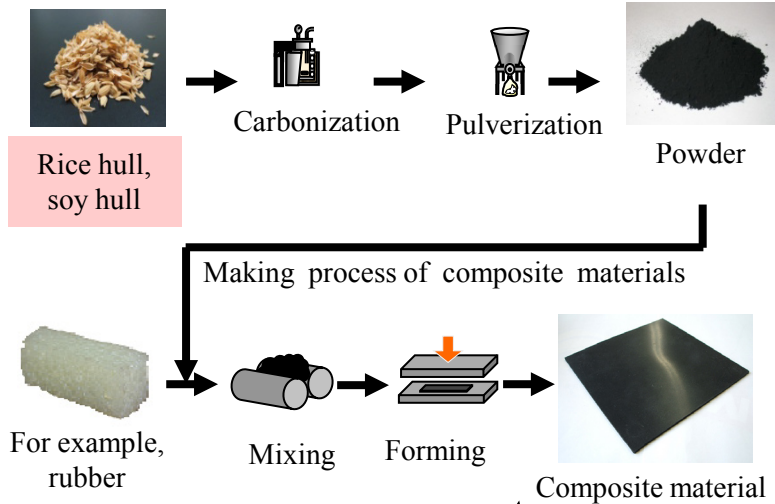 Carbonization
Pulverization
Rice hull,
soy hull
Powder
Making process of composite materials
For example,
rubber
Mixing
Forming
Composite material